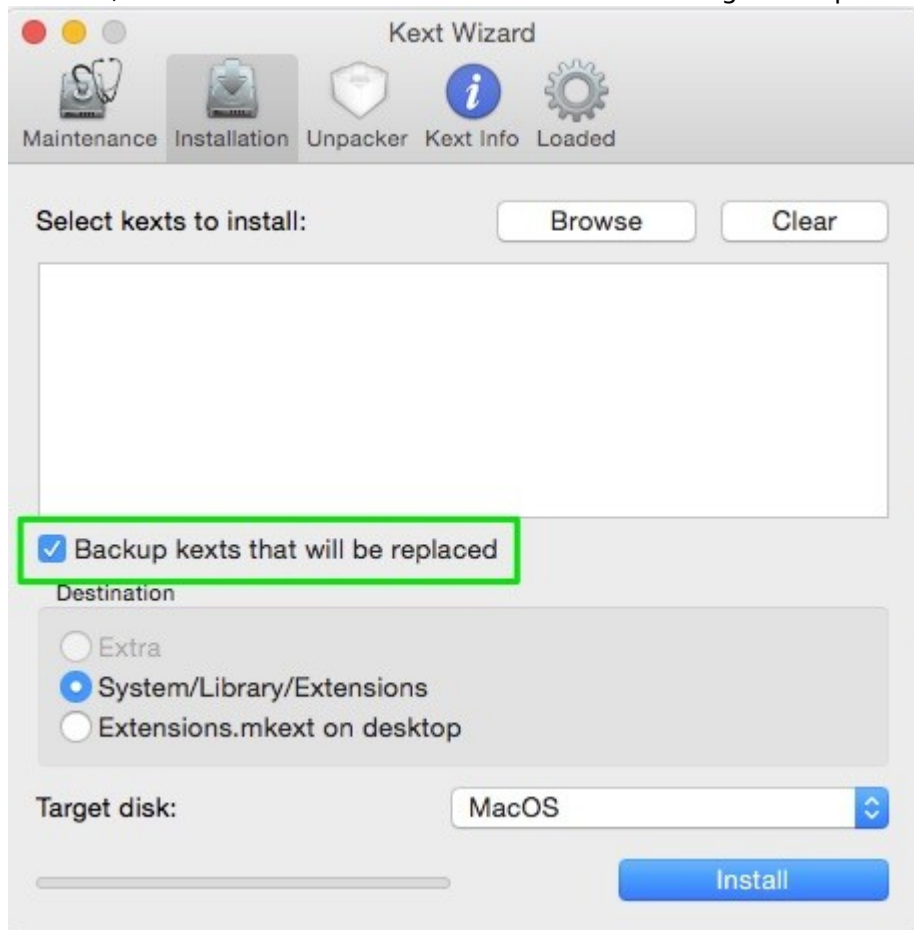 Kext Wizard
Maintenance Installation Unpacker Kext Info Loaded
Select kexts to install: Browse Clear
Backup kexts that will be replaced
Destination
Extra
System/Library/Extensions
Extensions.mkext on desktop
Target disk: MacOS
Install